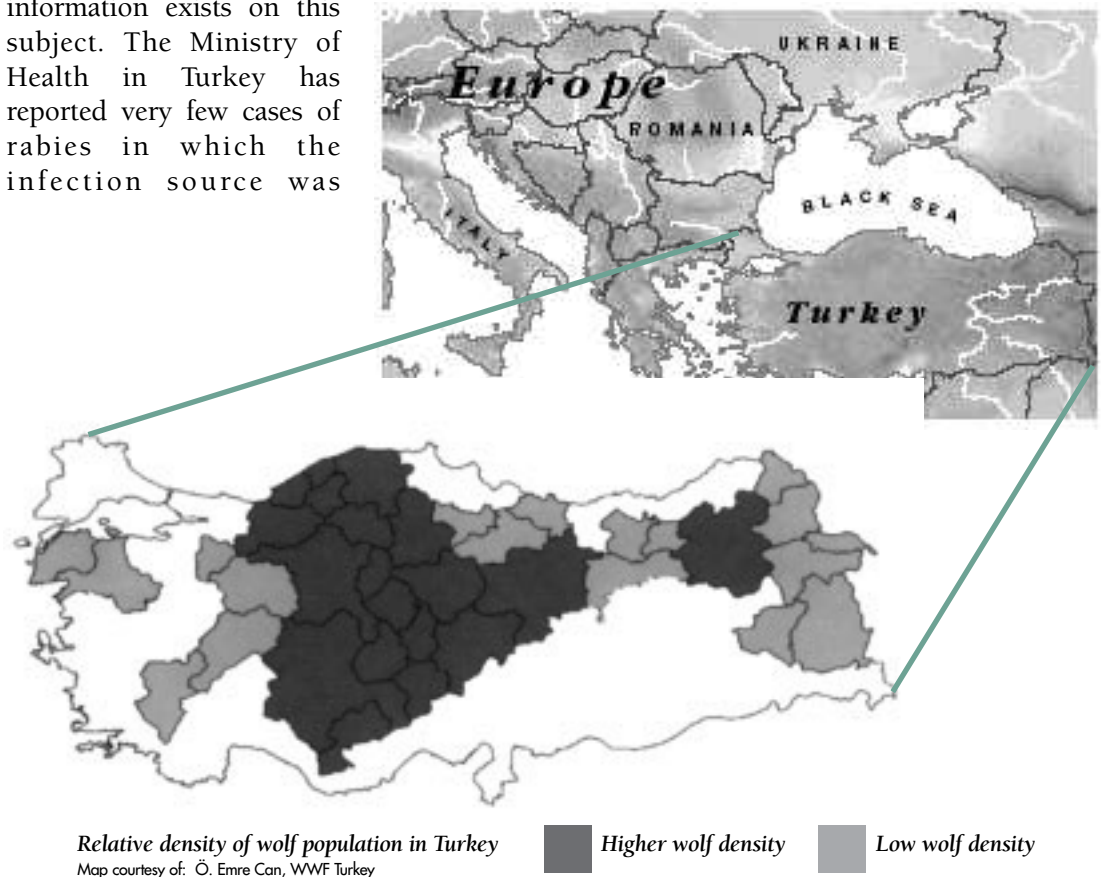 information exists on this
subject. The Ministry of
Health in Turkey has
reported very few cases of
rabies in which the
infection source was
UKRAINE
Europe
ROMANIA
ITALY
BLACK SEA
Turkey
Relative density of wolf population in Turkey
Map courtesy of: Ö. Emre Can, WWF Turkey
Higher wolf density
Low wolf density